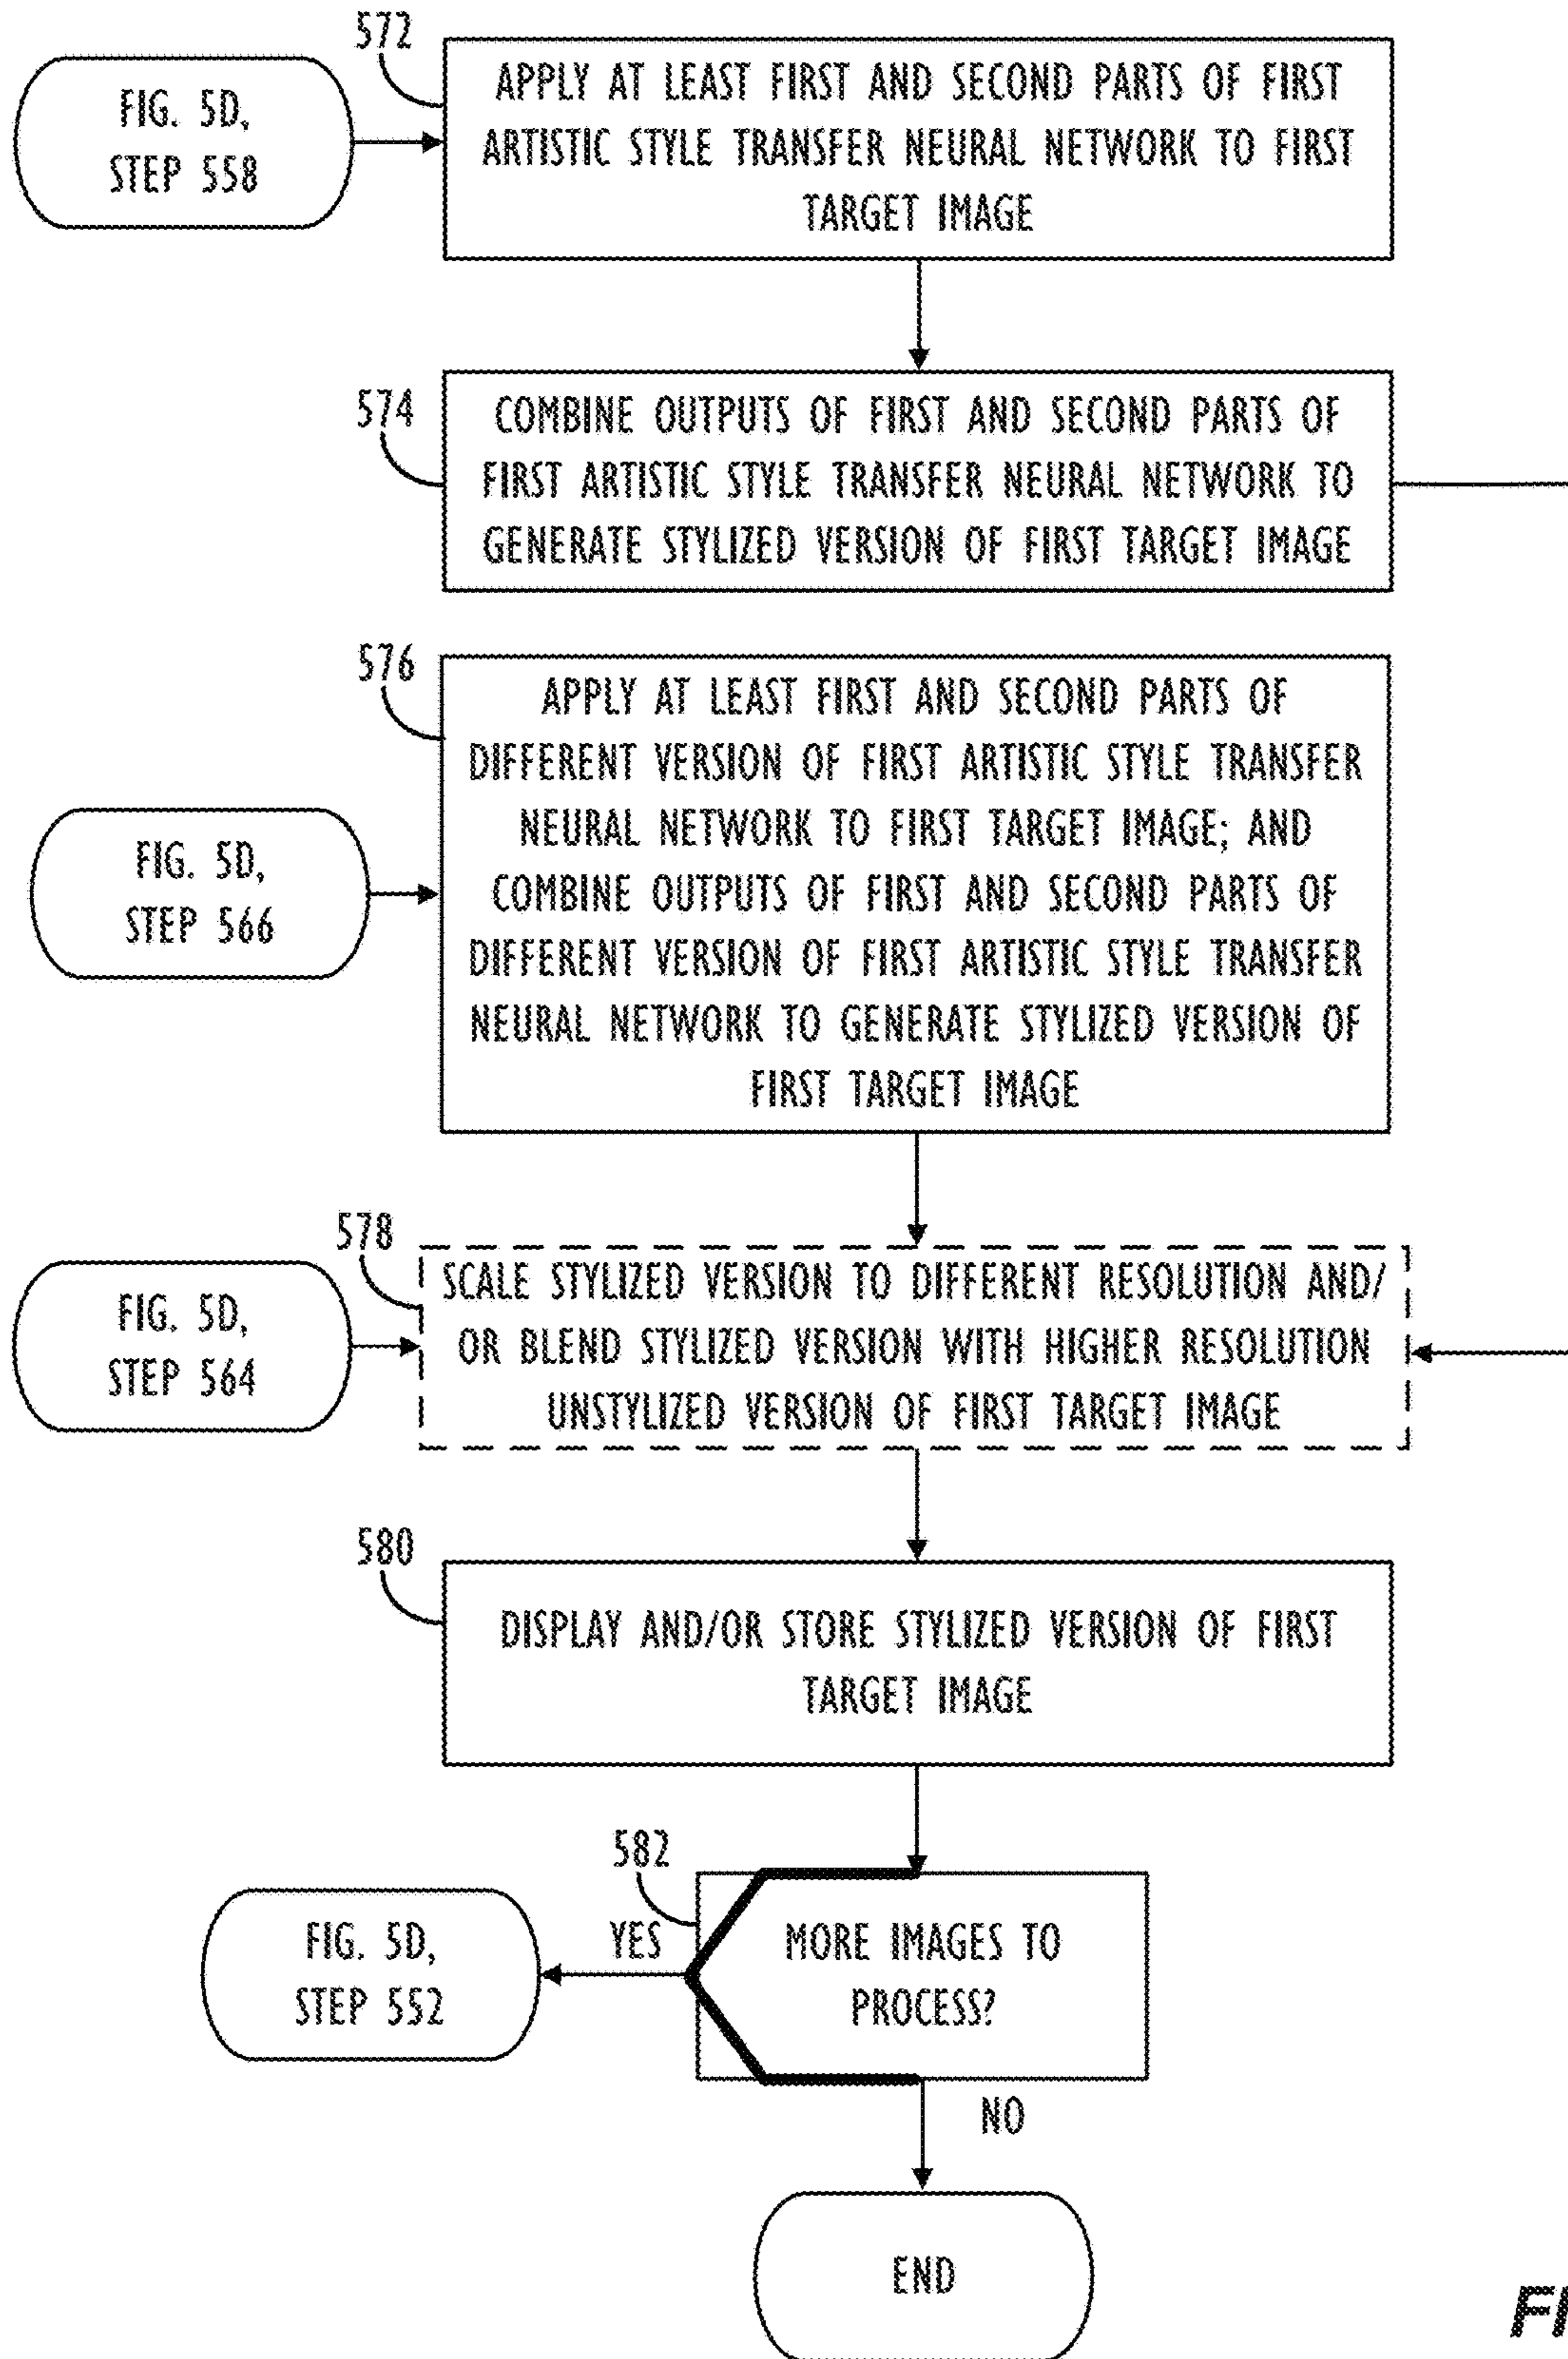 572
FIG. 5D,
STEP 558
APPLY AT LEAST FIRST AND SECOND PARTS OF FIRST
ARTISTIC STYLE TRANSFER NEURAL NETWORK TO FIRST
TARGET IMAGE
574
COMBINE OUTPUTS OF FIRST AND SECOND PARTS OF
FIRST ARTISTIC STYLE TRANSFER NEURAL NETWORK TO
GENERATE STYLIZED VERSION OF FIRST TARGET IMAGE
576
FIG. 5D,
STEP 566
APPLY AT LEAST FIRST AND SECOND PARTS OF
DIFFERENT VERSION OF FIRST ARTISTIC STYLE TRANSFER
NEURAL NETWORK TO FIRST TARGET IMAGE; AND
COMBINE OUTPUTS OF FIRST AND SECOND PARTS OF
DIFFERENT VERSION OF FIRST ARTISTIC STYLE TRANSFER
NEURAL NETWORK TO GENERATE STYLIZED VERSION OF
FIRST TARGET IMAGE
578
FIG. 5D,
STEP 564
SCALE STYLIZED VERSION TO DIFFERENT RESOLUTION AND/
OR BLEND STYLIZED VERSION WITH HIGHER RESOLUTION
UNSTYLIZED VERSION OF FIRST TARGET IMAGE
580
DISPLAY AND/OR STORE STYLIZED VERSION OF FIRST
TARGET IMAGE
582
FIG. 5D,
STEP 552
YES
MORE IMAGES TO
PROCESS?
NO
END